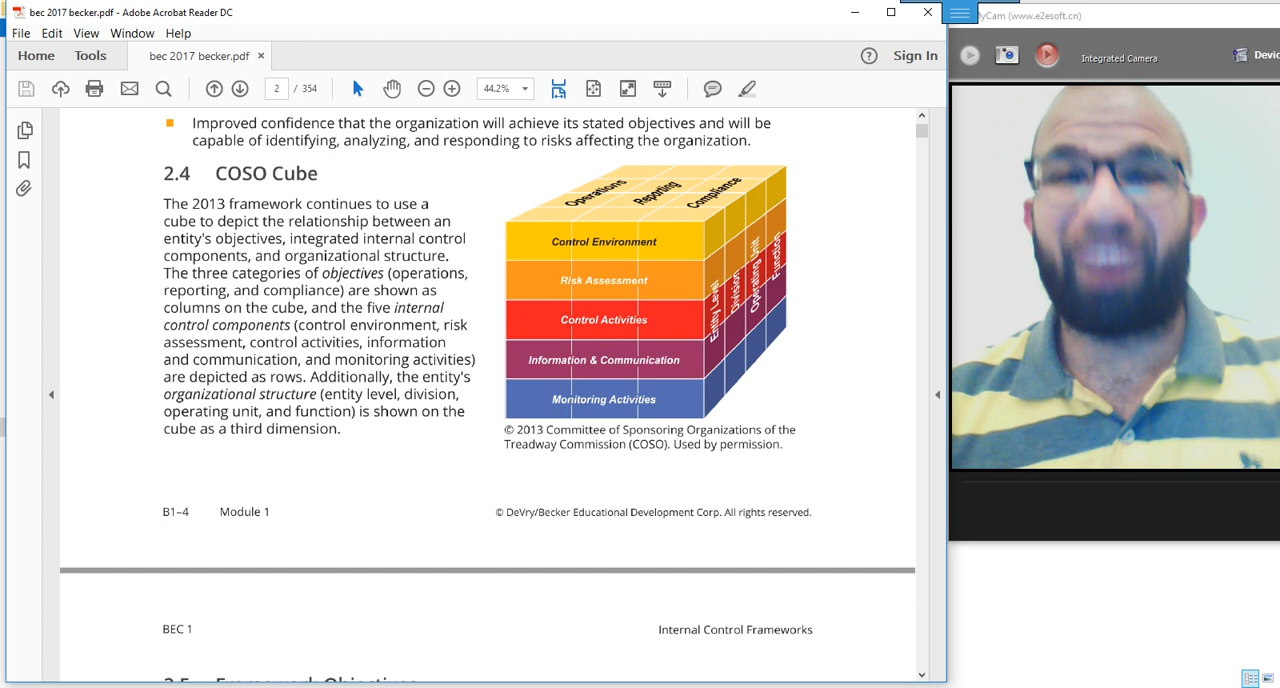 bec 2017 becker.pdf - Adobe Acrobat Reader DC
yCam (www.e2esoft.cn)
File Edit View Window Help
Home Tools bec 2017 becker.pdf × ? Sign In
Integrated Camera Devic
2 / 354 44.2%
Improved confidence that the organization will achieve its stated objectives and will be
capable of identifying, analyzing, and responding to risks affecting the organization.
2.4 COSO Cube
The 2013 framework continues to use a
cube to depict the relationship between an
entity's objectives, integrated internal control
components, and organizational structure.
The three categories of objectives (operations,
reporting, and compliance) are shown as
columns on the cube, and the five internal
control components (control environment, risk
assessment, control activities, information
and communication, and monitoring activities)
are depicted as rows. Additionally, the entity's
organizational structure (entity level, division,
operating unit, and function) is shown on the
cube as a third dimension.
Operations
Reporting
Compliance
Control Environment
Risk Assessment
Control Activities
Information & Communication
Monitoring Activities
Entity Level
Division
Operating Unit
Function
© 2013 Committee of Sponsoring Organizations of the
Treadway Commission (COSO). Used by permission.
B1–4 Module 1 © DeVry/Becker Educational Development Corp. All rights reserved.
BEC 1 Internal Control Frameworks